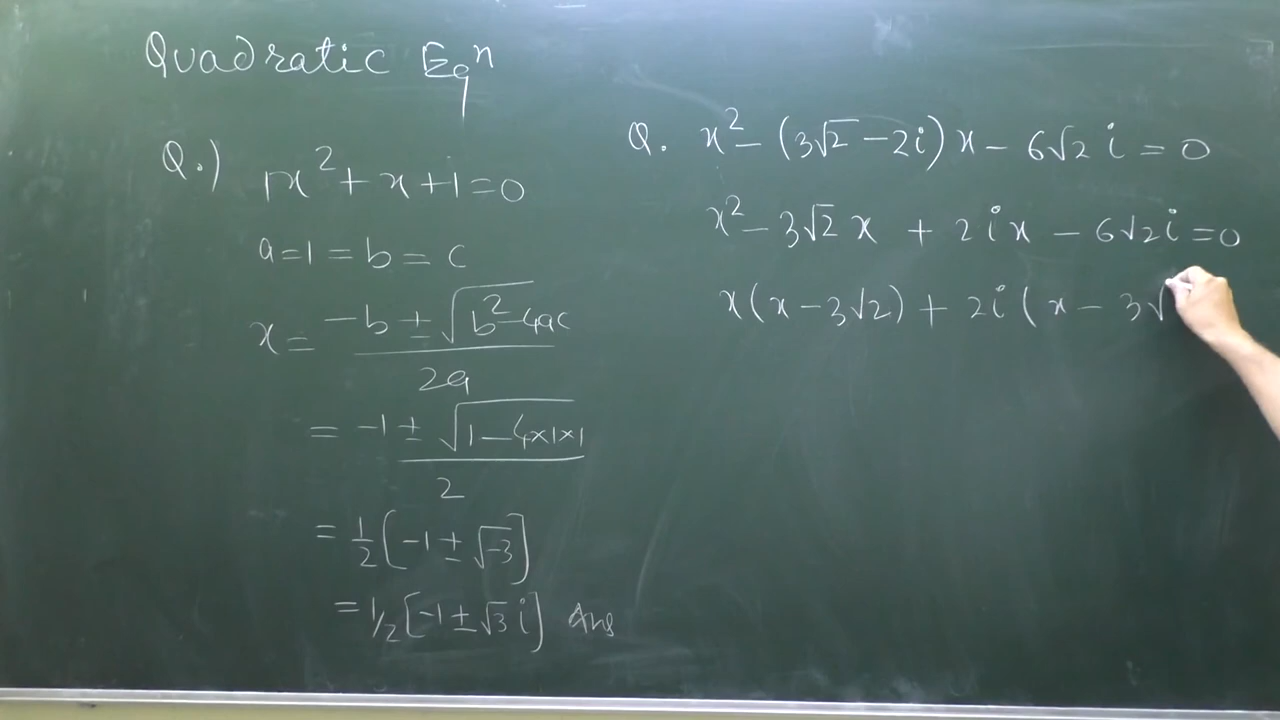 Quadratic Eqⁿ
Q.) 1x² + x + 1 = 0
a = 1 = b = c
x = (-b ± √(b² - 4ac)) / 2a
= (-1 ± √(1 - 4×1×1)) / 2
= 1/2 (-1 ± √-3]
= 1/2 [-1 ± √3 i] Ans
Q. x² - (3√2 - 2i) x - 6√2 i = 0
x² - 3√2 x + 2ix - 6√2 i = 0
x(x - 3√2) + 2i (x - 3√